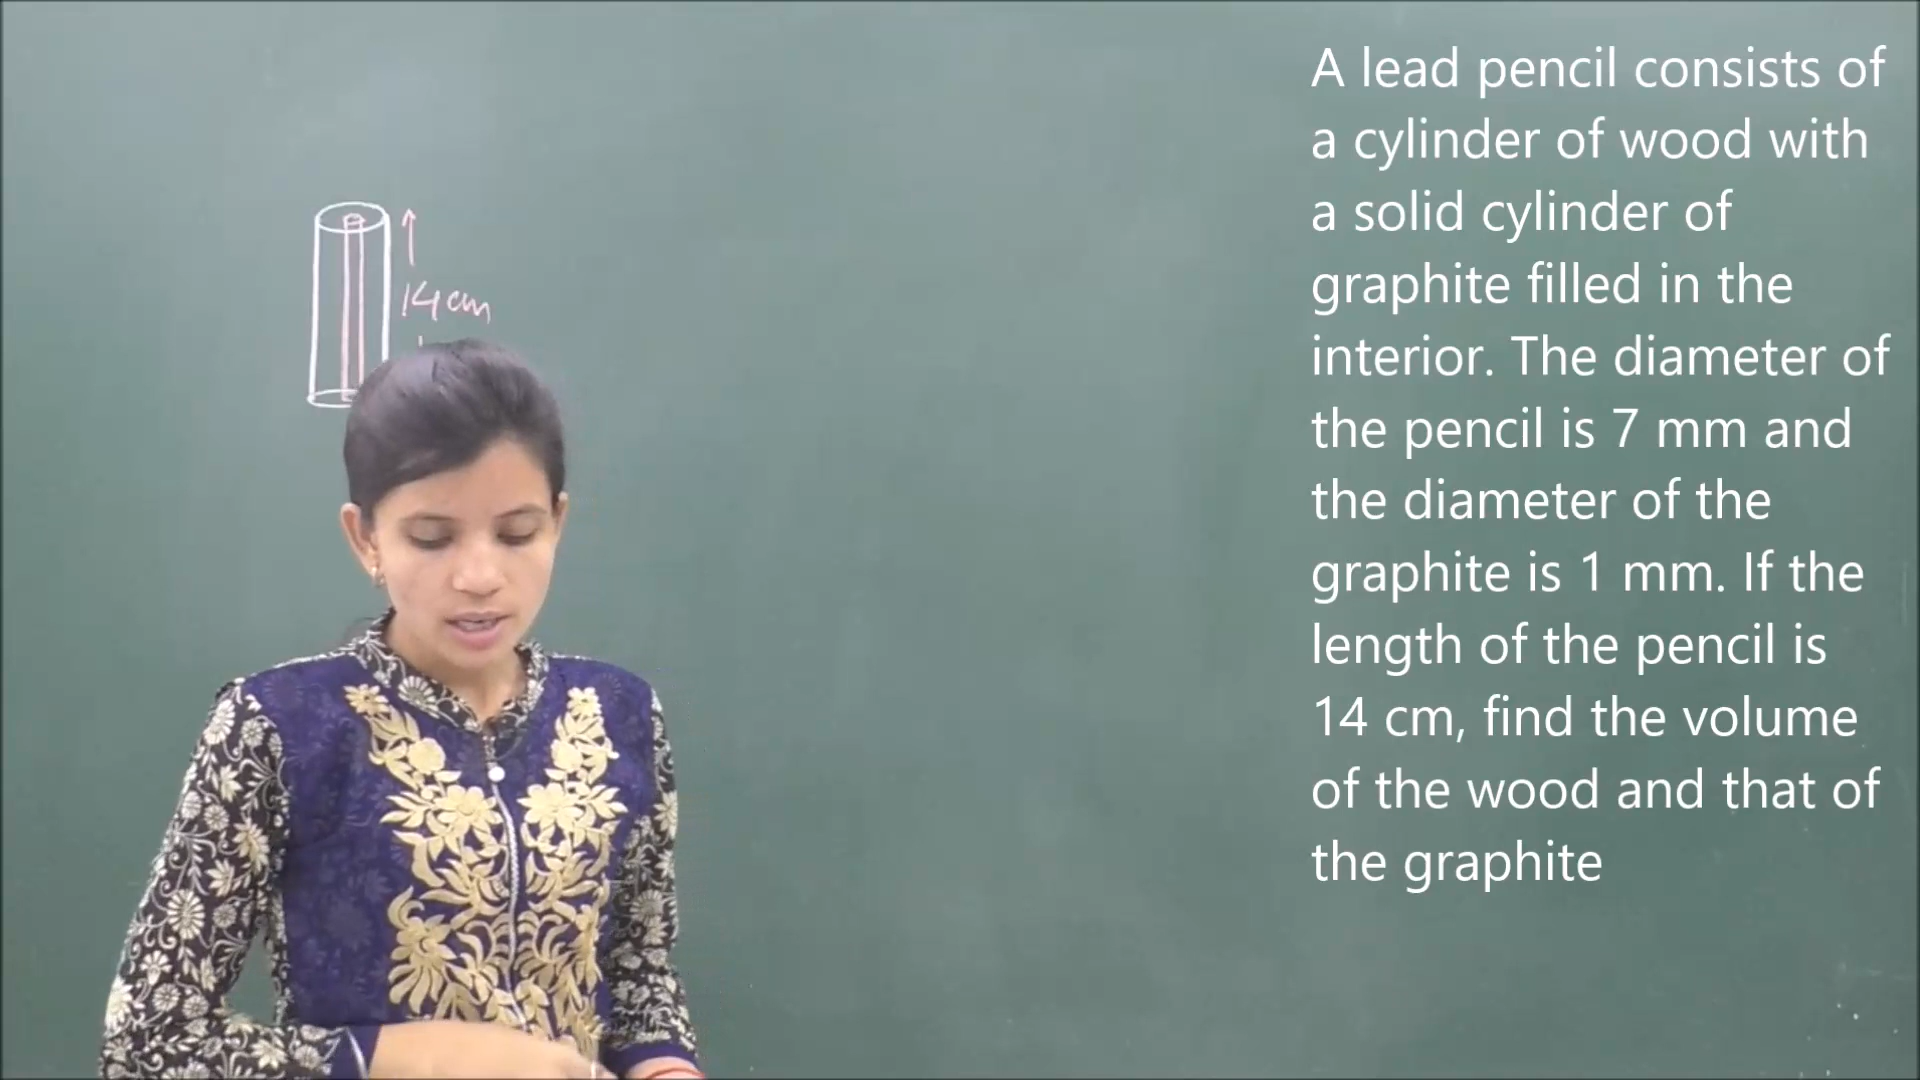 14 cm
A lead pencil consists of
a cylinder of wood with
a solid cylinder of
graphite filled in the
interior. The diameter of
the pencil is 7 mm and
the diameter of the
graphite is 1 mm. If the
length of the pencil is
14 cm, find the volume
of the wood and that of
the graphite